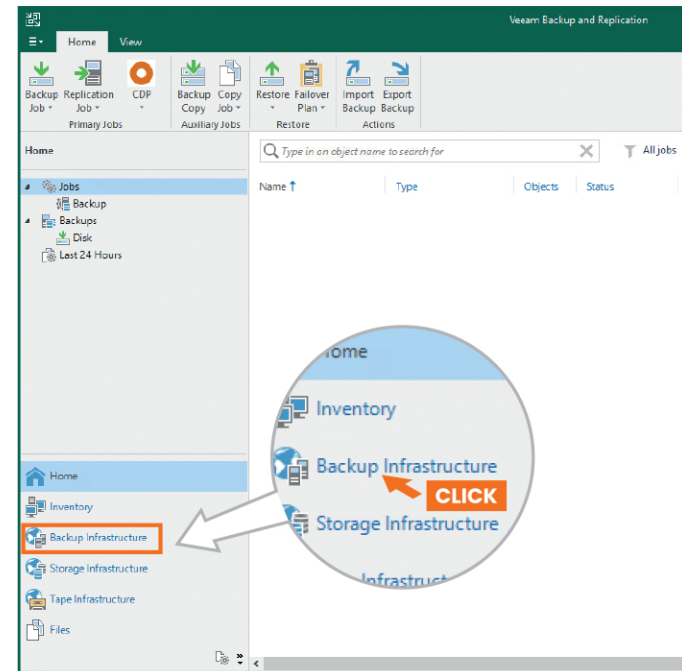 Veeam Backup and Replication
Home View
Backup Job
Replication Job
CDP
Backup Copy
Copy Job
Restore
Failover Plan
Import Backup
Export Backup
Primary Jobs
Auxiliary Jobs
Restore
Actions
Home
Type in an object name to search for
All jobs
Name Type Objects Status
Jobs
Backup
Backups
Disk
Last 24 Hours
Home
Inventory
Backup Infrastructure
CLICK
Storage Infrastructure
Infrastruct
Home
Inventory
Backup Infrastructure
Storage Infrastructure
Tape Infrastructure
Files